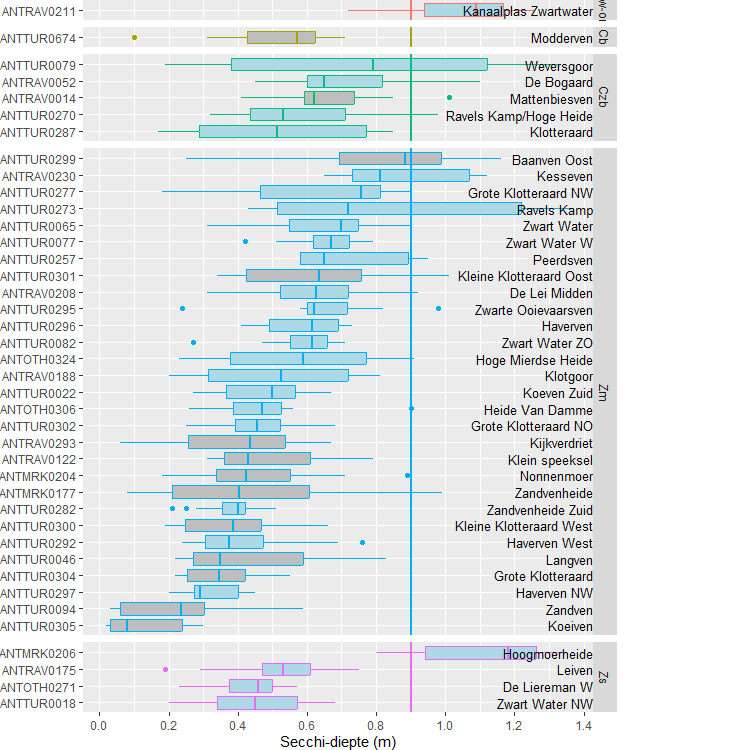 ANTRAV0211 Kanaalplas Zwartwater
ANTTUR0674 Modderven Cb
ANTTUR0079 Weversgoor
ANTRAV0052 De Bogaard
ANTRAV0014 Mattenbiesven Czb
ANTTUR0270 Ravels Kamp/Hoge Heide
ANTTUR0287 Klotteraard
ANTTUR0299 Baanven Oost
ANTRAV0230 Kesseven
ANTTUR0277 Grote Klotteraard NW
ANTTUR0273 Ravels Kamp
ANTTUR0065 Zwart Water
ANTTUR0077 Zwart Water W
ANTTUR0257 Peerdsven
ANTTUR0301 Kleine Klotteraard Oost
ANTRAV0208 De Lei Midden
ANTTUR0295 Zwarte Ooievaarsven
ANTTUR0296 Haverven
ANTTUR0082 Zwart Water ZO
ANTOTH0324 Hoge Mierdse Heide
ANTRAV0188 Klotgoor
ANTTUR0022 Koeven Zuid Zm
ANTOTH0306 Heide Van Damme
ANTTUR0302 Grote Klotteraard NO
ANTRAV0293 Kijkverdriet
ANTRAV0122 Klein speeksel
ANTMRK0204 Nonnenmoer
ANTMRK0177 Zandvenheide
ANTTUR0282 Zandvenheide Zuid
ANTTUR0300 Kleine Klotteraard West
ANTTUR0292 Haverven West
ANTTUR0046 Langven
ANTTUR0304 Grote Klotteraard
ANTTUR0297 Haverven NW
ANTTUR0094 Zandven
ANTTUR0305 Koeiven
ANTMRK0206 Hoogmoerheide
ANTRAV0175 Leiven Zs
ANTOTH0271 De Liereman W
ANTTUR0018 Zwart Water NW
0.0 0.2 0.4 0.6 0.8 1.0 1.2 1.4
Secchi-diepte (m)